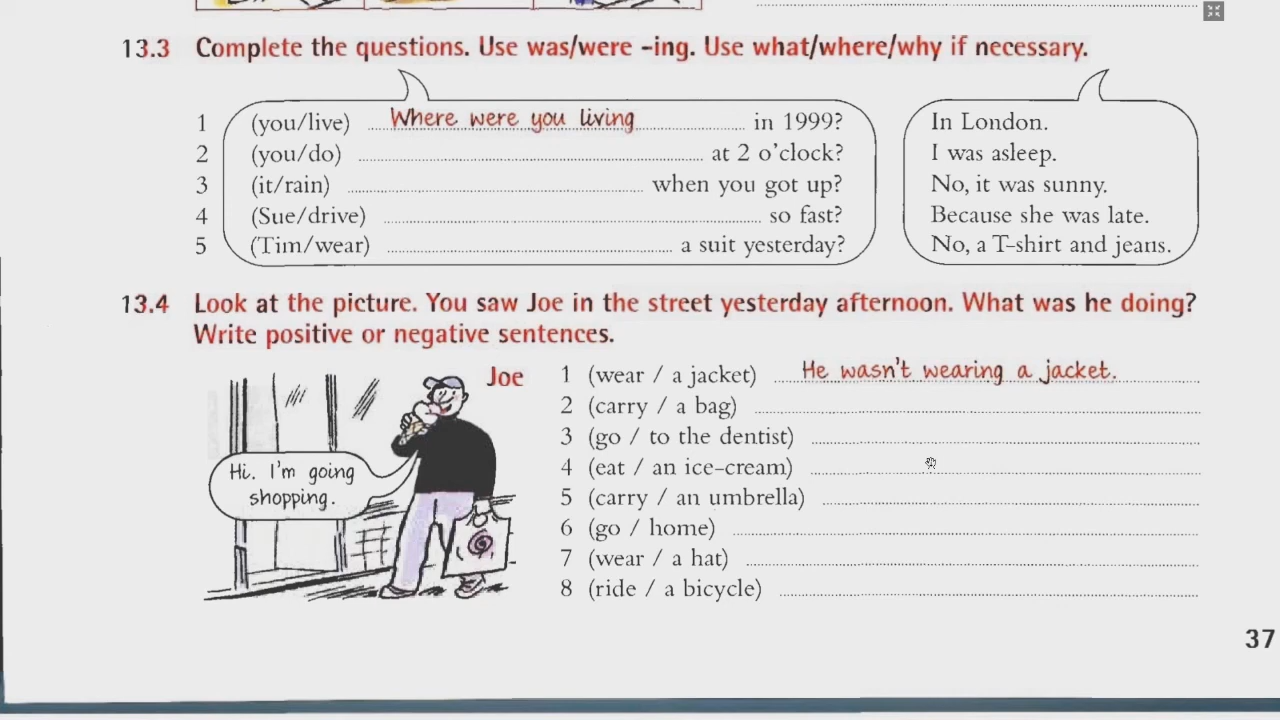 13.3 Complete the questions. Use was/were -ing. Use what/where/why if necessary.
1 (you/live) Where were you living in 1999? In London.
2 (you/do) at 2 o'clock? I was asleep.
3 (it/rain) when you got up? No, it was sunny.
4 (Sue/drive) so fast? Because she was late.
5 (Tim/wear) a suit yesterday? No, a T-shirt and jeans.
13.4 Look at the picture. You saw Joe in the street yesterday afternoon. What was he doing?
Write positive or negative sentences.
Joe
Hi. I'm going
shopping.
1 (wear / a jacket) He wasn't wearing a jacket.
2 (carry / a bag)
3 (go / to the dentist)
4 (eat / an ice-cream)
5 (carry / an umbrella)
6 (go / home)
7 (wear / a hat)
8 (ride / a bicycle)
37